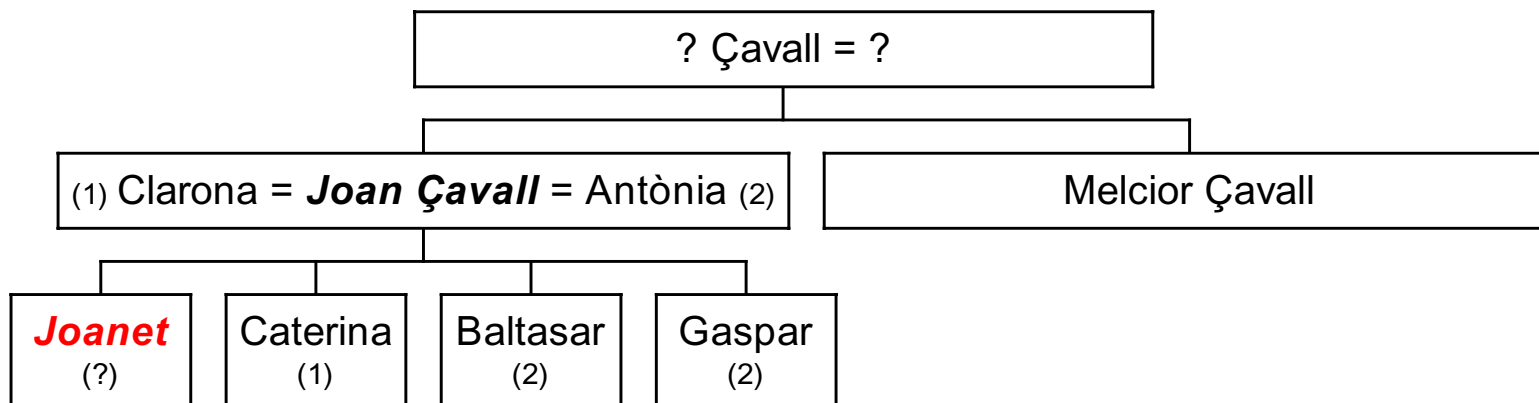 ? Çavall = ?
(1) Clarona = Joan Çavall = Antònia (2)
Melcior Çavall
Joanet
(?)
Caterina
(1)
Baltasar
(2)
Gaspar
(2)